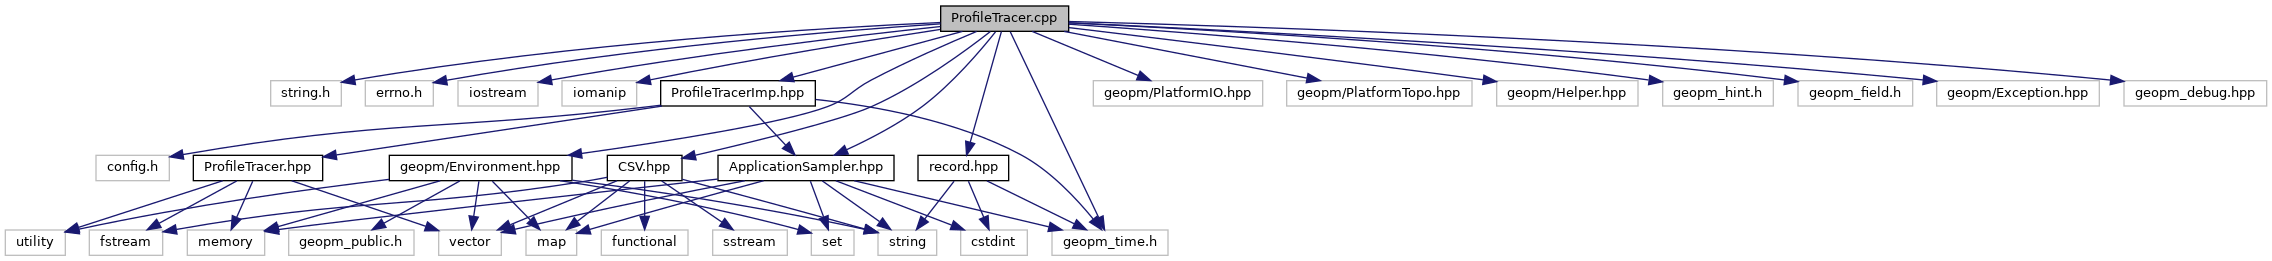 ProfileTracer.cpp
string.h
errno.h
iostream
iomanip
ProfileTracerImp.hpp
geopm/PlatformIO.hpp
geopm/PlatformTopo.hpp
geopm/Helper.hpp
geopm_hint.h
geopm_field.h
geopm/Exception.hpp
geopm_debug.hpp
config.h
ProfileTracer.hpp
geopm/Environment.hpp
CSV.hpp
ApplicationSampler.hpp
record.hpp
utility
fstream
memory
geopm_public.h
vector
map
functional
sstream
set
string
cstdint
geopm_time.h